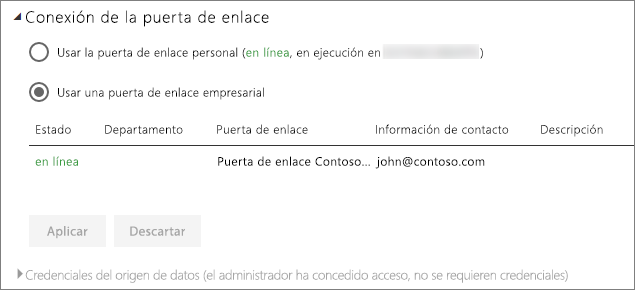 Conexión de la puerta de enlace
Usar la puerta de enlace personal (en línea, en ejecución en )
Usar una puerta de enlace empresarial
Estado Departamento Puerta de enlace Información de contacto Descripción
en línea Puerta de enlace Contoso... john@contoso.com
Aplicar Descartar
Credenciales del origen de datos (el administrador ha concedido acceso, no se requieren credenciales)